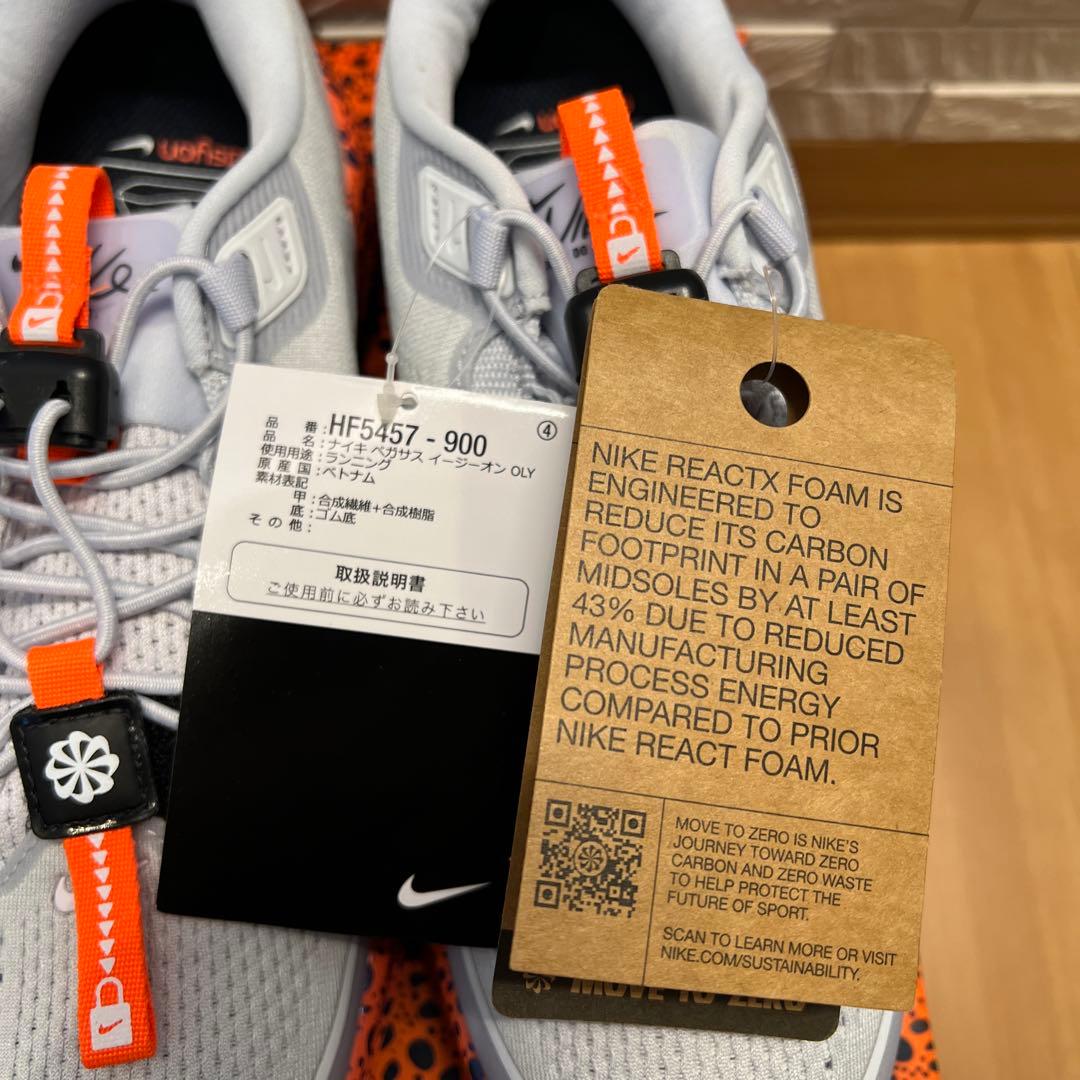 品番:HF5457-900 ④
品名:ナイキ ペガサス イージーオン OLY
使用用途:ランニング
原産国:ベトナム
素材表記
甲:合成繊維+合成樹脂
底:ゴム底
その他:
取扱説明書
ご使用前に必ずお読み下さい
NIKE REACTX FOAM IS
ENGINEERED TO
REDUCE ITS CARBON
FOOTPRINT IN A PAIR OF
MIDSOLES BY AT LEAST
43% DUE TO REDUCED
MANUFACTURING
PROCESS ENERGY
COMPARED TO PRIOR
NIKE REACT FOAM.
MOVE TO ZERO IS NIKE'S
JOURNEY TOWARD ZERO
CARBON AND ZERO WASTE
TO HELP PROTECT THE
FUTURE OF SPORT.
SCAN TO LEARN MORE OR VISIT
NIKE.COM/SUSTAINABILITY.
MOVE TO ZERO